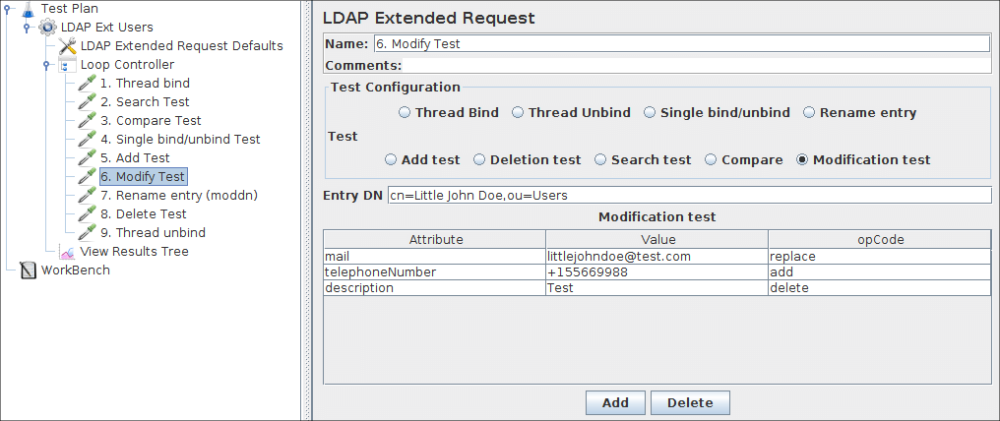 Test Plan
LDAP Ext Users
LDAP Extended Request Defaults
Loop Controller
1. Thread bind
2. Search Test
3. Compare Test
4. Single bind/unbind Test
5. Add Test
6. Modify Test
7. Rename entry (moddn)
8. Delete Test
9. Thread unbind
View Results Tree
WorkBench
LDAP Extended Request
Name: 6. Modify Test
Comments:
Test Configuration
Thread Bind Thread Unbind Single bind/unbind Rename entry
Test
Add test Deletion test Search test Compare Modification test
Entry DN cn=Little John Doe,ou=Users
Modification test
Attribute Value opCode
mail littlejohndoe@test.com replace
telephoneNumber +155669988 add
description Test delete
Add Delete